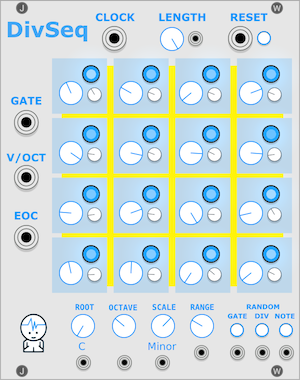 J
W
DivSeq
CLOCK
LENGTH
RESET
GATE
V/OCT
EOC
ROOT
OCTAVE
SCALE
RANGE
RANDOM
GATE DIV NOTE
C
Minor
J
W